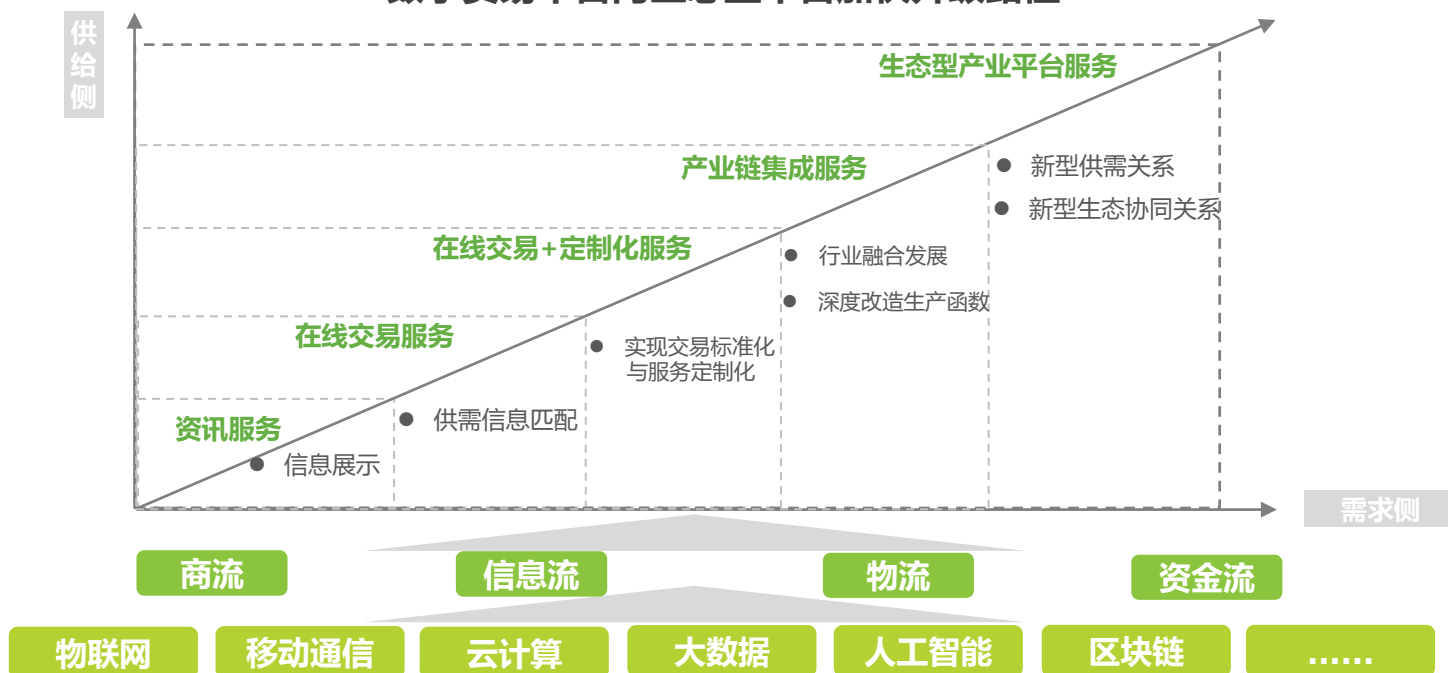 供给侧
生态型产业平台服务
产业链集成服务
● 新型供需关系
● 新型生态协同关系
在线交易+定制化服务
● 行业融合发展
● 深度改造生产函数
在线交易服务
● 实现交易标准化
与服务定制化
资讯服务
● 供需信息匹配
● 信息展示
需求侧
商流 信息流 物流 资金流
物联网 移动通信 云计算 大数据 人工智能 区块链 ......